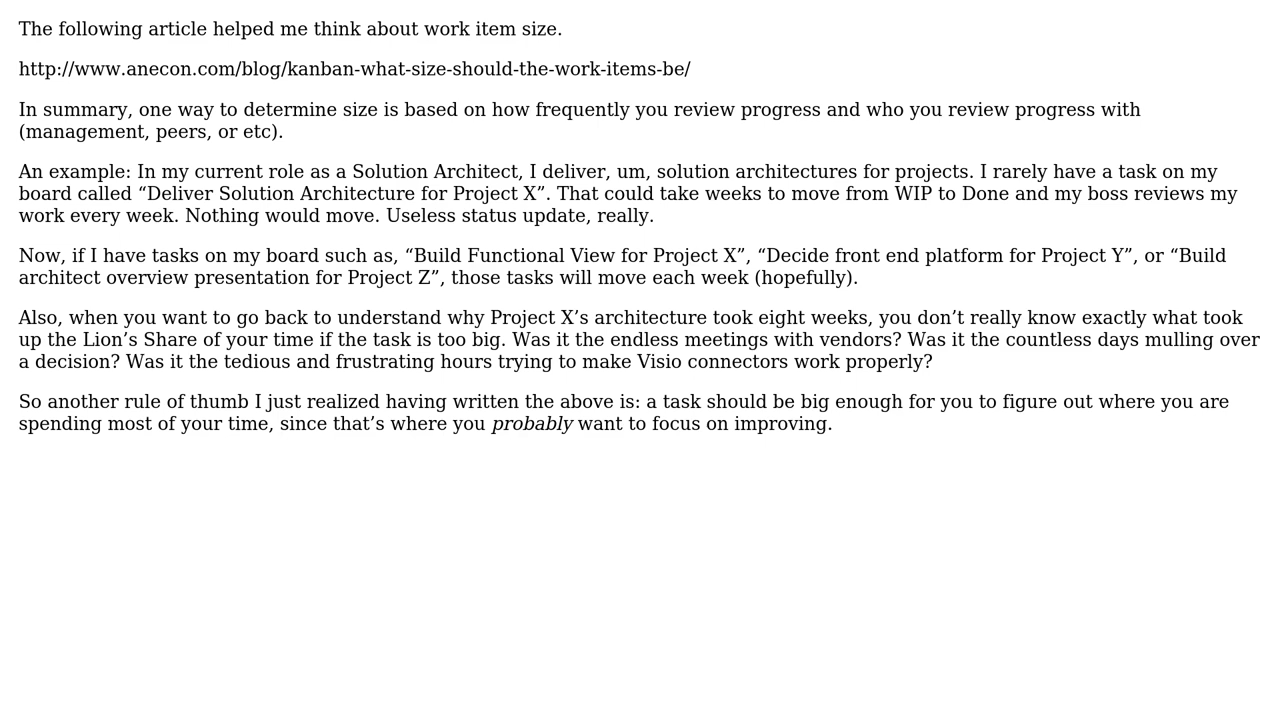 The following article helped me think about work item size.
http://www.anecon.com/blog/kanban-what-size-should-the-work-items-be/
In summary, one way to determine size is based on how frequently you review progress and who you review progress with
(management, peers, or etc).
An example: In my current role as a Solution Architect, I deliver, um, solution architectures for projects. I rarely have a task on my
board called “Deliver Solution Architecture for Project X”. That could take weeks to move from WIP to Done and my boss reviews my
work every week. Nothing would move. Useless status update, really.
Now, if I have tasks on my board such as, “Build Functional View for Project X”, “Decide front end platform for Project Y”, or “Build
architect overview presentation for Project Z”, those tasks will move each week (hopefully).
Also, when you want to go back to understand why Project X’s architecture took eight weeks, you don’t really know exactly what took
up the Lion’s Share of your time if the task is too big. Was it the endless meetings with vendors? Was it the countless days mulling over
a decision? Was it the tedious and frustrating hours trying to make Visio connectors work properly?
So another rule of thumb I just realized having written the above is: a task should be big enough for you to figure out where you are
spending most of your time, since that’s where you probably want to focus on improving.